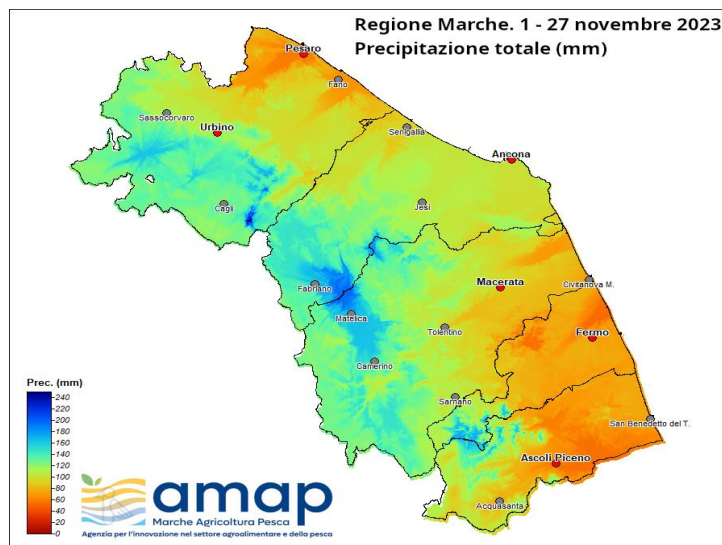 Regione Marche. 1 - 27 novembre 2023
Precipitazione totale (mm)
Pesaro
Fano
Sassocorvaro
Urbino
Senigallia
Ancona
Cagli
Jesi
Fabriano
Macerata
Civitanova M.
Matelica
Tolentino
Fermo
Camerino
Sarnano
San Benedetto del T.
Ascoli Piceno
Acquasanta
Prec. (mm)
240
220
200
180
160
140
120
100
80
60
40
20
0
amap
Marche Agricoltura Pesca
Agenzia per l'innovazione nel settore agroalimentare e della pesca